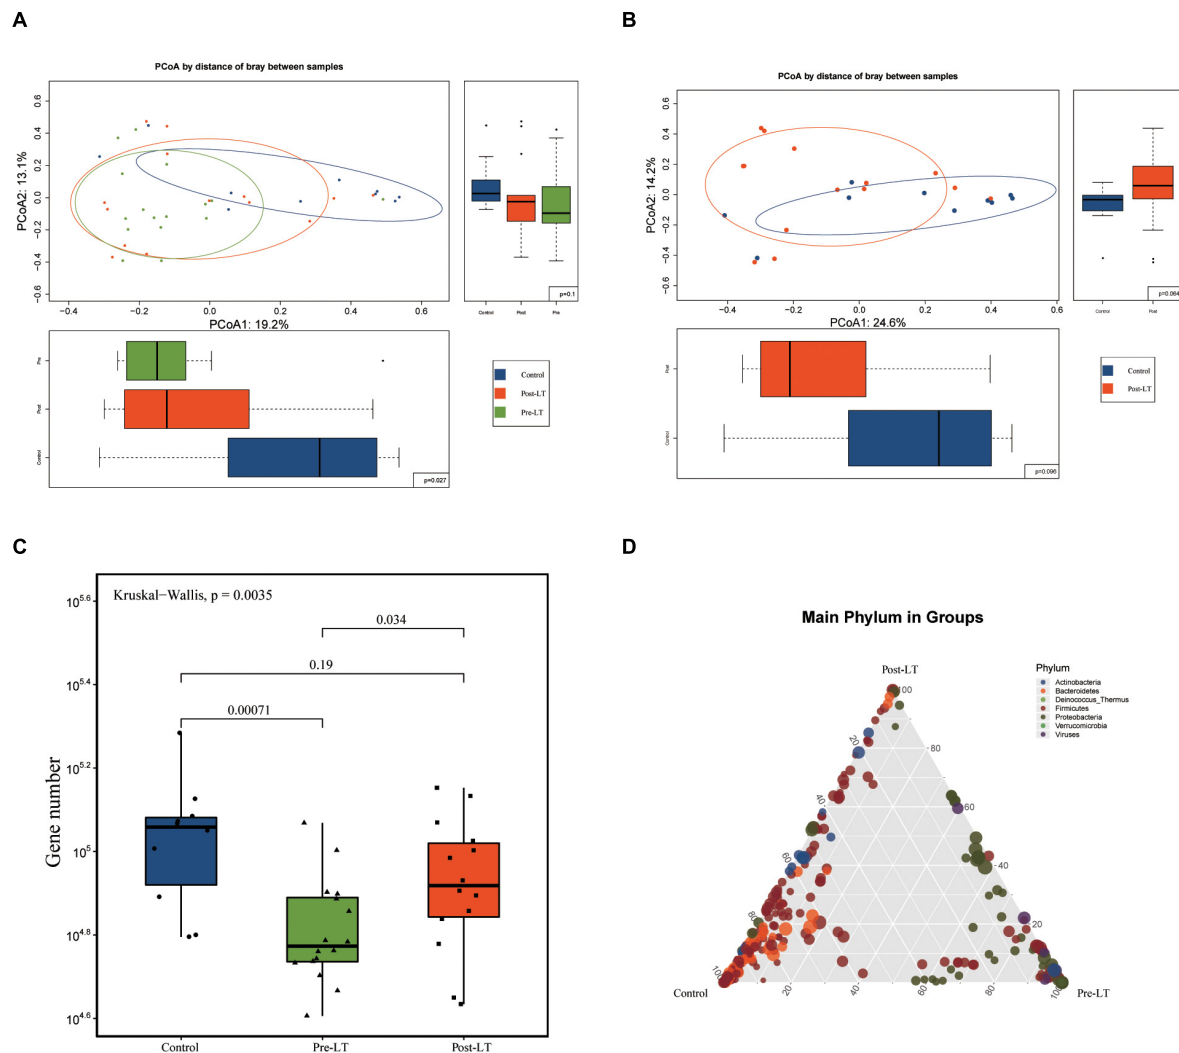 A
PCoA by distance of bray between samples
PCoA2: 13.1%
0.6
0.4
0.2
0.0
−0.2
−0.4
−0.6
−0.4
−0.2
0.0
0.2
0.4
0.6
PCoA1: 19.2%
Control
Post
Pre
p=0.1
Pre
Post
Control
p=0.027
Control
Post-LT
Pre-LT
B
PCoA by distance of bray between samples
PCoA2: 14.2%
0.6
0.4
0.2
0.0
−0.2
−0.4
−0.6
−0.4
−0.2
0.0
0.2
0.4
0.6
PCoA1: 24.6%
Control
Post
p=0.064
Post
Control
p=0.096
Control
Post-LT
C
Kruskal−Wallis, p = 0.0035
0.034
0.19
0.00071
Gene number
10^5.6
10^5.4
10^5.2
10^5
10^4.8
10^4.6
Control
Pre-LT
Post-LT
D
Main Phylum in Groups
Post-LT
Control
Pre-LT
100
80
60
40
20
20
40
60
80
100
20
40
60
80
100
Phylum
Actinobacteria
Bacteroidetes
Deinococcus_Thermus
Firmicutes
Proteobacteria
Verrucomicrobia
Viruses